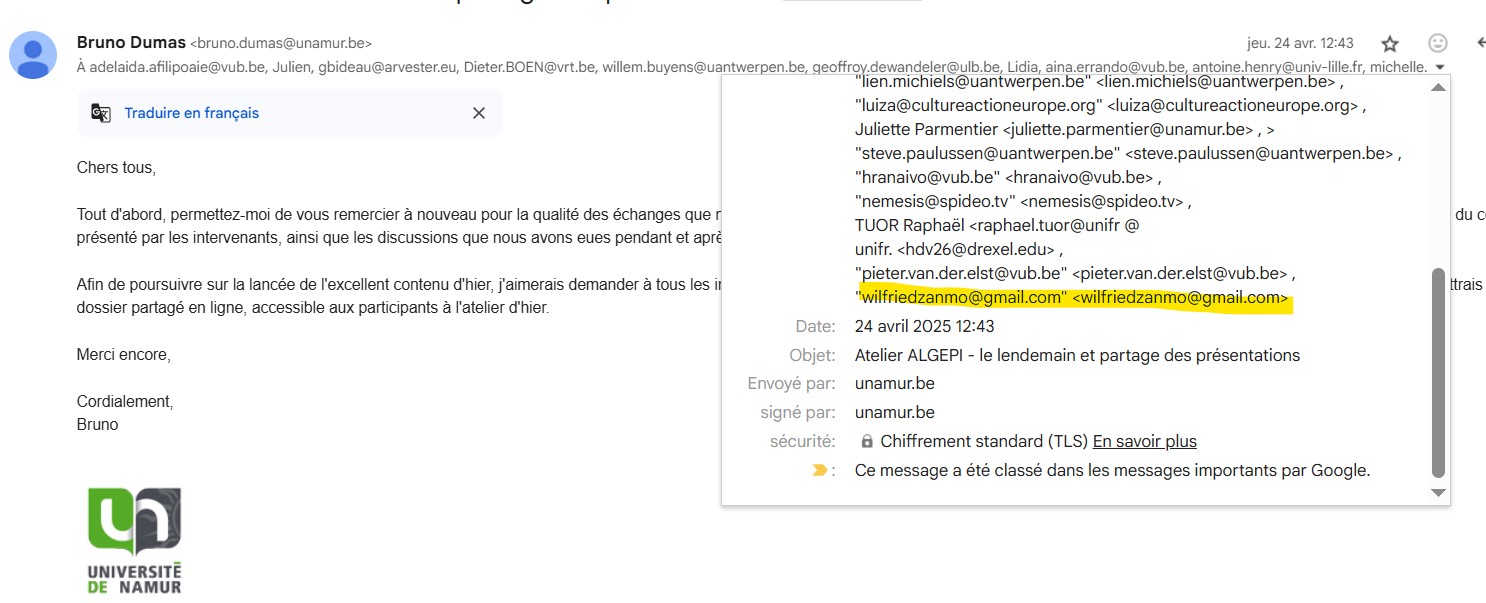 Bruno Dumas <bruno.dumas@unamur.be>
jeu. 24 avr. 12:43
À adelaida.afilipoaie@vub.be, Julien, gbideau@arvester.eu, Dieter.BOEN@vrt.be, willem.buyens@uantwerpen.be, geoffroy.dewandeler@ulb.be, Lidia, aina.errando@vub.be, antoine.henry@univ-lille.fr, michelle.
Traduire en français
Chers tous,
Tout d'abord, permettez-moi de vous remercier à nouveau pour la qualité des échanges que
présenté par les intervenants, ainsi que les discussions que nous avons eues pendant et
Afin de poursuivre sur la lancée de l'excellent contenu d'hier, j'aimerais demander à tous les
dossier partagé en ligne, accessible aux participants à l'atelier d'hier.
Merci encore,
Cordialement,
Bruno
"lien.michiels@uantwerpen.be" <lien.michiels@uantwerpen.be> ,
"luiza@cultureactioneurope.org" <luiza@cultureactioneurope.org> ,
Juliette Parmentier <juliette.parmentier@unamur.be> , >
"steve.paulussen@uantwerpen.be" <steve.paulussen@uantwerpen.be> ,
"hranaivo@vub.be" <hranaivo@vub.be> ,
"nemesis@spideo.tv" <nemesis@spideo.tv> ,
TUOR Raphaël <raphael.tuor@unifr @
unifr. <hdv26@drexel.edu> ,
"pieter.van.der.elst@vub.be" <pieter.van.der.elst@vub.be> ,
"wilfriedzanmo@gmail.com" <wilfriedzanmo@gmail.com>
Date: 24 avril 2025 12:43
Objet: Atelier ALGEPI - le lendemain et partage des présentations
Envoyé par: unamur.be
signé par: unamur.be
sécurité: Chiffrement standard (TLS) En savoir plus
: Ce message a été classé dans les messages importants par Google.
du
UNIVERSITÉ
DE NAMUR